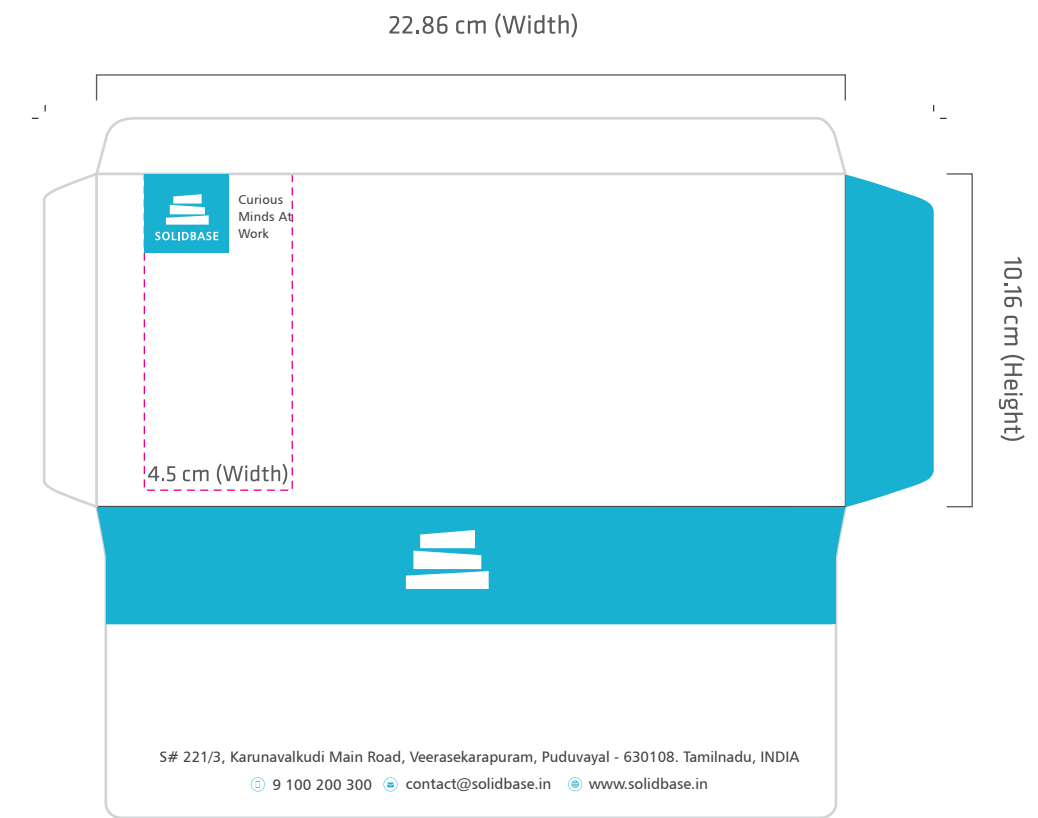 22.86 cm (Width)
Curious
Minds At
Work
SOLIDBASE
10.16 cm (Height)
4.5 cm (Width)
S# 221/3, Karunavalkudi Main Road, Veerasekarapuram, Puduvayal - 630108. Tamilnadu, INDIA
9 100 200 300 contact@solidbase.in www.solidbase.in